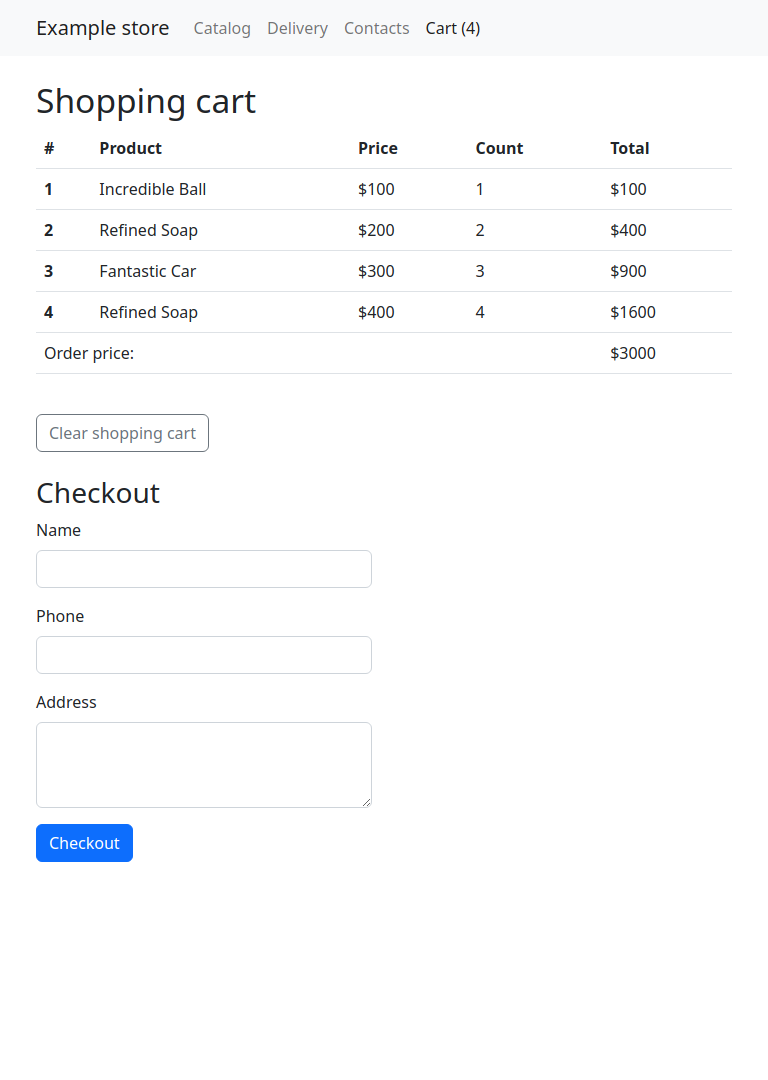 Example store Catalog Delivery Contacts Cart (4)
Shopping cart
# Product Price Count Total
1 Incredible Ball $100 1 $100
2 Refined Soap $200 2 $400
3 Fantastic Car $300 3 $900
4 Refined Soap $400 4 $1600
Order price: $3000
Clear shopping cart
Checkout
Name
Phone
Address
Checkout